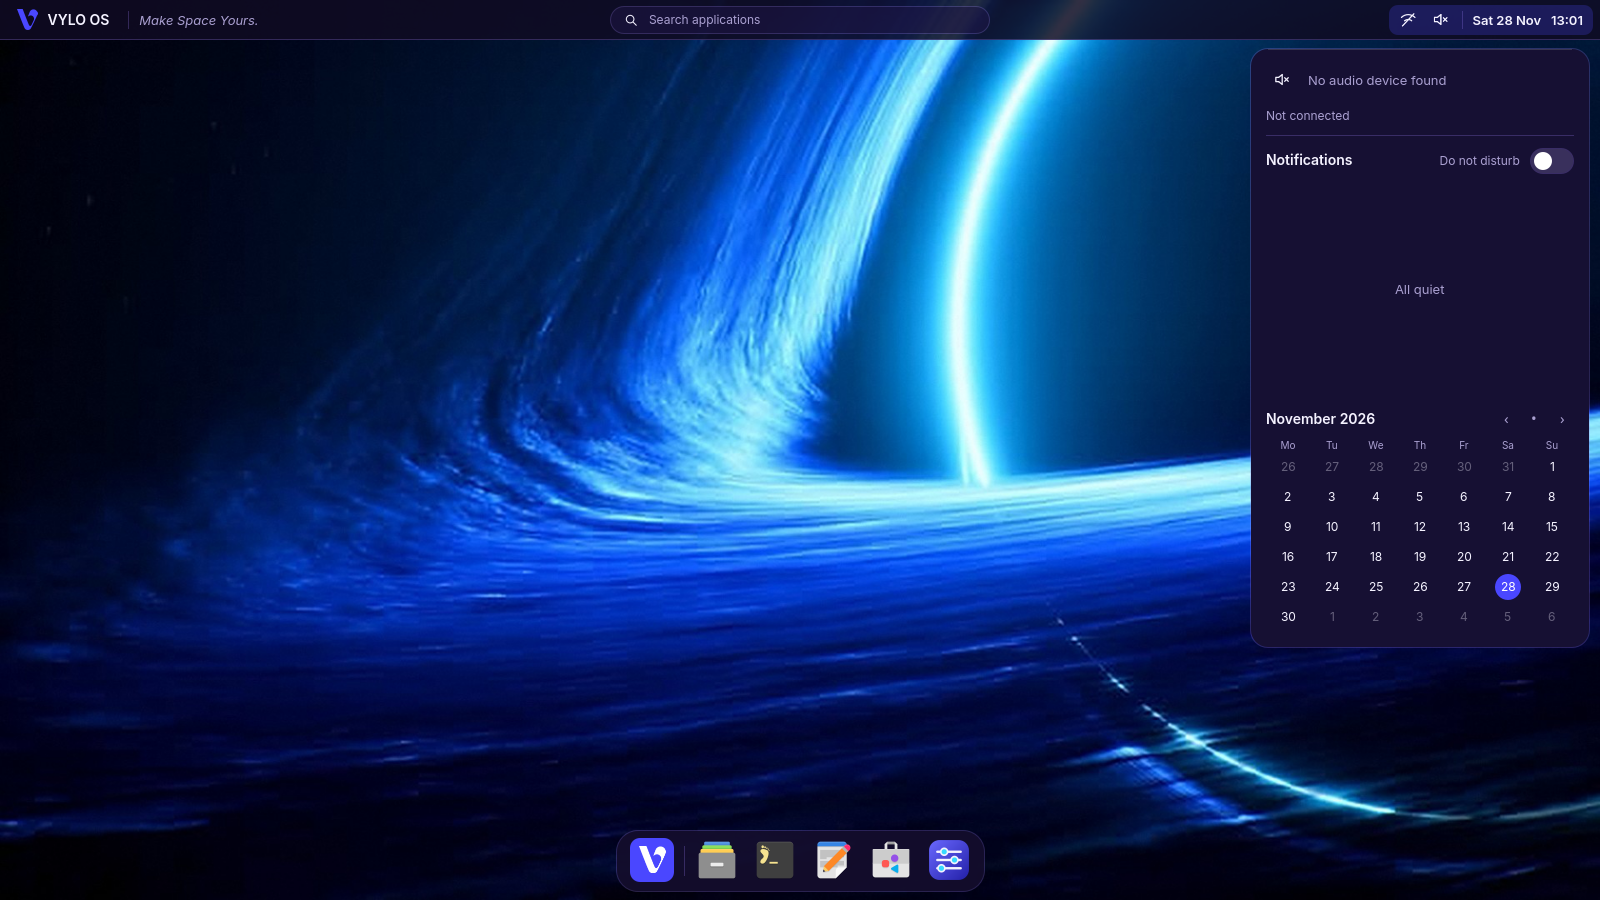 VYLO OS
Make Space Yours.
Search applications
Sat 28 Nov 13:01
No audio device found
Not connected
Notifications
Do not disturb
All quiet
November 2026
Mo Tu We Th Fr Sa Su
26 27 28 29 30 31 1
2 3 4 5 6 7 8
9 10 11 12 13 14 15
16 17 18 19 20 21 22
23 24 25 26 27 28 29
30 1 2 3 4 5 6